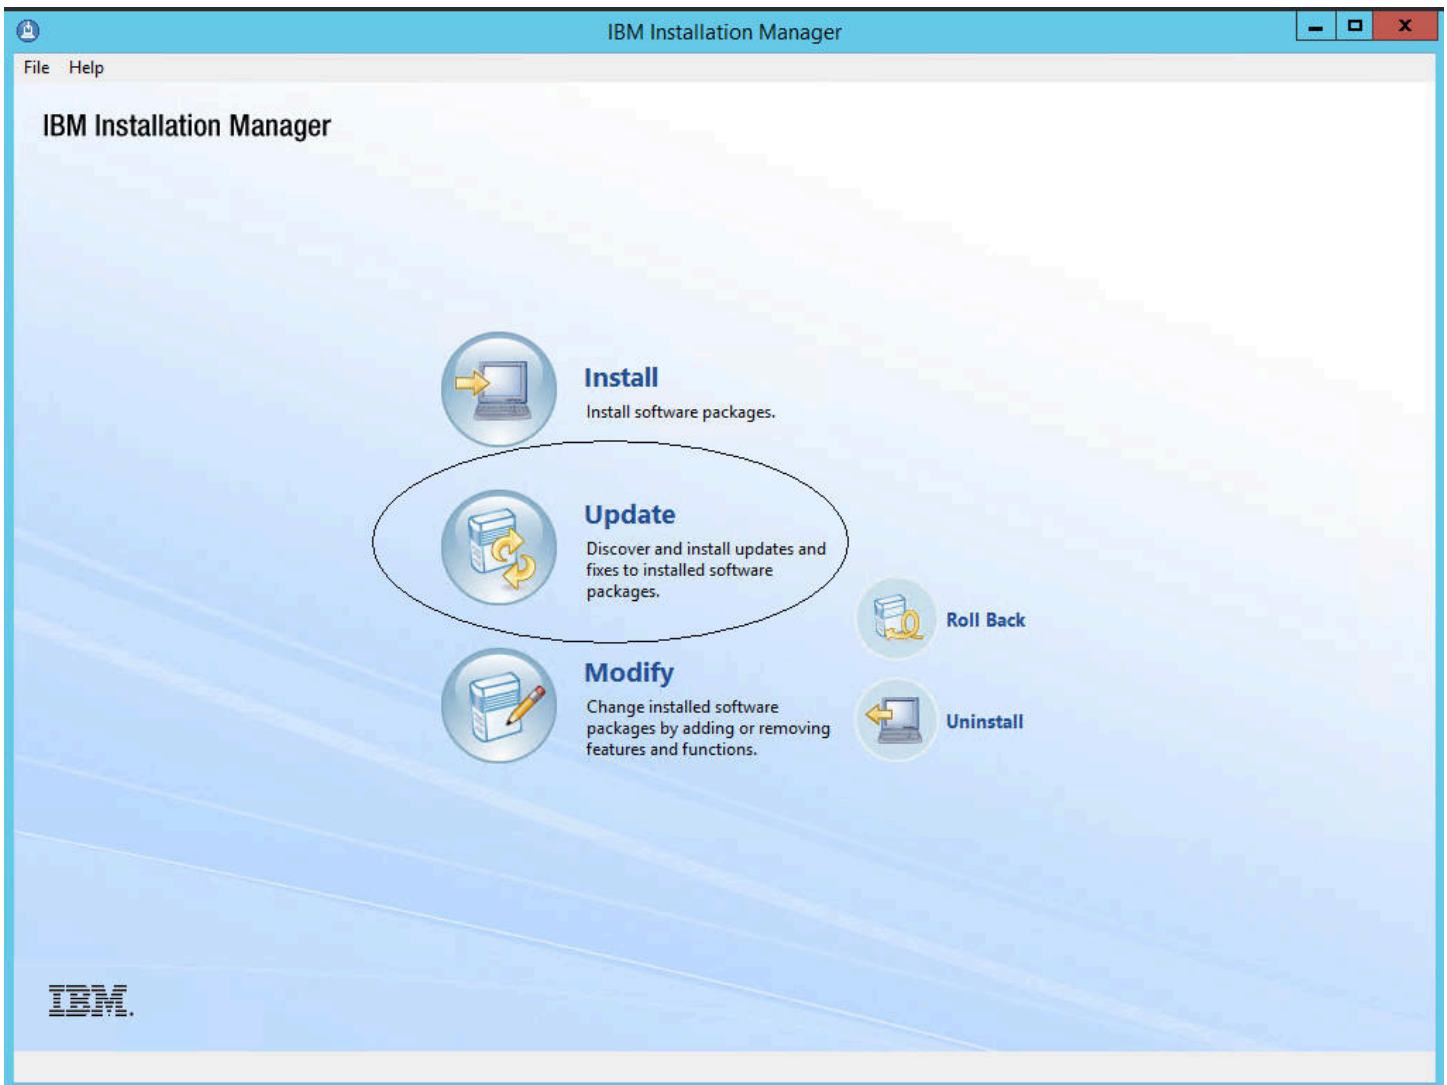 IBM Installation Manager
x
File Help
IBM Installation Manager
Install
Install software packages.
Update
Discover and install updates and
fixes to installed software
packages.
Roll Back
Modify
Change installed software
packages by adding or removing
features and functions.
Uninstall
IBM.